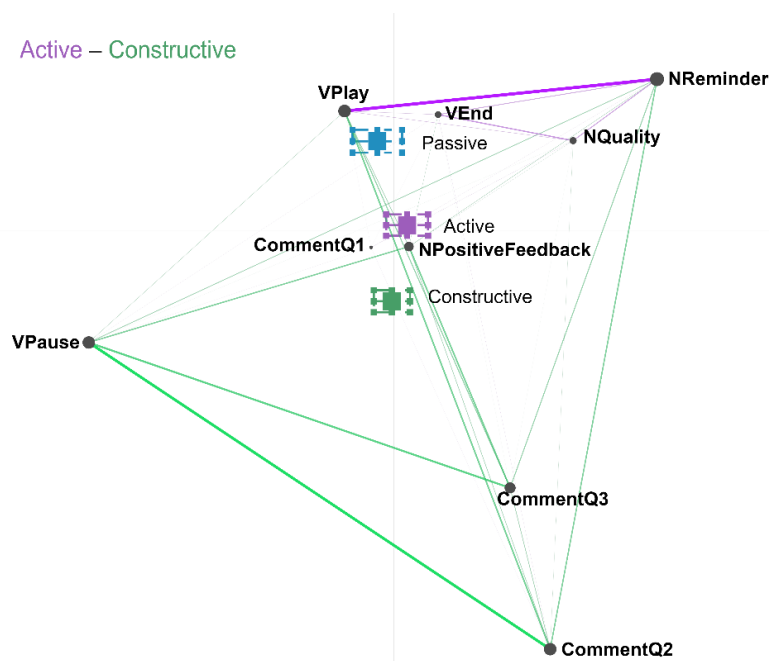 Active – Constructive
NReminder
VPlay
VEnd
NQuality
Passive
Active
CommentQ1
NPositiveFeedback
Constructive
VPause
CommentQ3
CommentQ2